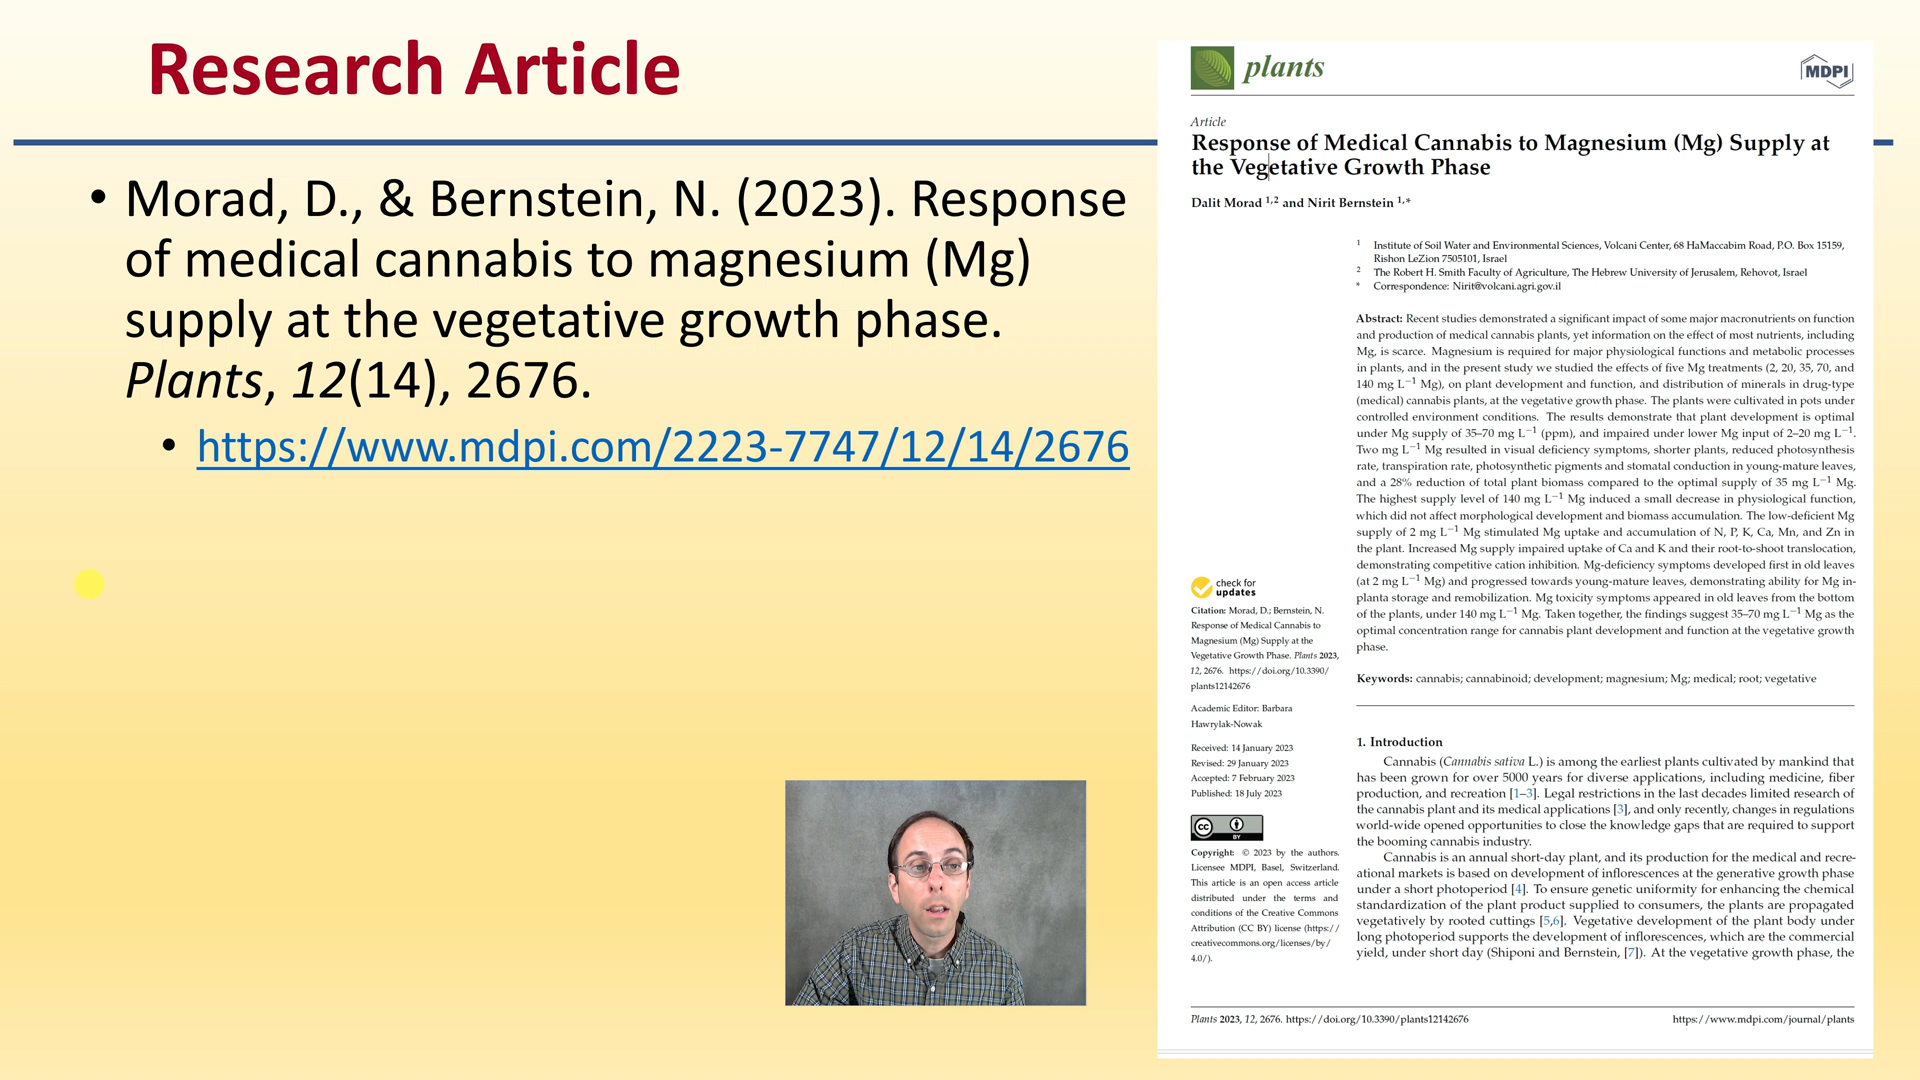 Research Article
• Morad, D., & Bernstein, N. (2023). Response
of medical cannabis to magnesium (Mg)
supply at the vegetative growth phase.
Plants, 12(14), 2676.
• https://www.mdpi.com/2223-7747/12/14/2676
plants
MDPI
Article
Response of Medical Cannabis to Magnesium (Mg) Supply at
the Vegetative Growth Phase
Dalit Morad 1,2 and Nirit Bernstein 1,*
1 Institute of Soil Water and Environmental Sciences, Volcani Center, 68 HaMaccabim Road, P.O. Box 15159,
Rishon LeZion 7505101, Israel
2 The Robert H. Smith Faculty of Agriculture, The Hebrew University of Jerusalem, Rehovot, Israel
* Correspondence: Nirit@volcani.agri.gov.il
Abstract: Recent studies demonstrated a significant impact of some major macronutrients on function
and production of medical cannabis plants, yet information on the effect of most nutrients, including
Mg, is scarce. Magnesium is required for major physiological functions and metabolic processes
in plants, and in the present study we studied the effects of five Mg treatments (2, 20, 35, 70, and
140 mg L⁻¹ Mg), on plant development and function, and distribution of minerals in drug-type
(medical) cannabis plants, at the vegetative growth phase. The plants were cultivated in pots under
controlled environment conditions. The results demonstrate that plant development is optimal
under Mg supply of 35–70 mg L⁻¹ (ppm), and impaired under lower Mg input of 2–20 mg L⁻¹.
Two mg L⁻¹ Mg resulted in visual deficiency symptoms, shorter plants, reduced photosynthesis
rate, transpiration rate, photosynthetic pigments and stomatal conduction in young-mature leaves,
and a 28% reduction of total plant biomass compared to the optimal supply of 35 mg L⁻¹ Mg.
The highest supply level of 140 mg L⁻¹ Mg induced a small decrease in physiological function,
which did not affect morphological development and biomass accumulation. The low-deficient Mg
supply of 2 mg L⁻¹ Mg stimulated Mg uptake and accumulation of N, P, K, Ca, Mn, and Zn in
the plant. Increased Mg supply impaired uptake of Ca and K and their root-to-shoot translocation,
demonstrating competitive cation inhibition. Mg-deficiency symptoms developed first in old leaves
(at 2 mg L⁻¹ Mg) and progressed towards young-mature leaves, demonstrating ability for Mg in-
planta storage and remobilization. Mg toxicity symptoms appeared in old leaves from the bottom
of the plants, under 140 mg L⁻¹ Mg. Taken together, the findings suggest 35–70 mg L⁻¹ Mg as the
optimal concentration range for cannabis plant development and function at the vegetative growth
phase.
Keywords: cannabis; cannabinoid; development; magnesium; Mg; medical; root; vegetative
check for
updates
Citation: Morad, D.; Bernstein, N.
Response of Medical Cannabis to
Magnesium (Mg) Supply at the
Vegetative Growth Phase. Plants 2023,
12, 2676. https://doi.org/10.3390/
plants12142676
Academic Editor: Barbara
Hawrylak-Nowak
Received: 14 January 2023
Revised: 29 January 2023
Accepted: 7 February 2023
Published: 18 July 2023
cc BY
Copyright: © 2023 by the authors.
Licensee MDPI, Basel, Switzerland.
This article is an open access article
distributed under the terms and
conditions of the Creative Commons
Attribution (CC BY) license (https://
creativecommons.org/licenses/by/
4.0/).
1. Introduction
Cannabis (Cannabis sativa L.) is among the earliest plants cultivated by mankind that
has been grown for over 5000 years for diverse applications, including medicine, fiber
production, and recreation [1–3]. Legal restrictions in the last decades limited research of
the cannabis plant and its medical applications [3], and only recently, changes in regulations
world-wide opened opportunities to close the knowledge gaps that are required to support
the booming cannabis industry.
Cannabis is an annual short-day plant, and its production for the medical and recre-
ational markets is based on development of inflorescences at the generative growth phase
under a short photoperiod [4]. To ensure genetic uniformity for enhancing the chemical
standardization of the plant product supplied to consumers, the plants are propagated
vegetatively by rooted cuttings [5,6]. Vegetative development of the plant body under
long photoperiod supports the development of inflorescences, which are the commercial
yield, under short day (Shiponi and Bernstein, [7]). At the vegetative growth phase, the
Plants 2023, 12, 2676. https://doi.org/10.3390/plants12142676
https://www.mdpi.com/journal/plants